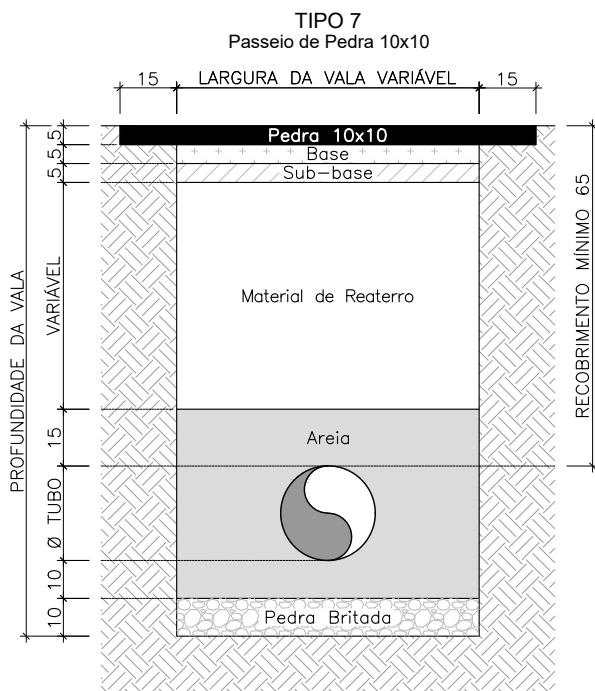 TIPO 7
Passeio de Pedra 10x10
15
LARGURA DA VALA VARIÁVEL
15
Pedra 10x10
Base
Sub-base
Material de Reaterro
Areia
Pedra Britada
PROFUNDIDADE DA VALA
5
5
5
VARIÁVEL
15
Ø TUBO
10
10
RECOBRIMENTO MÍNIMO 65